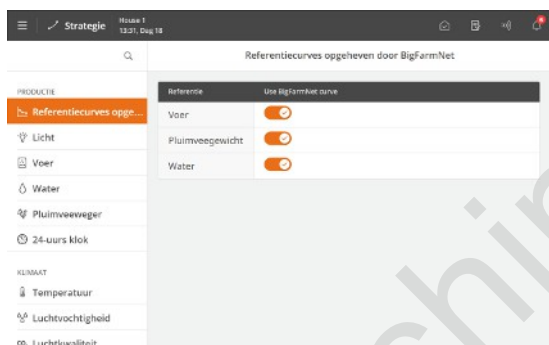 Strategie
House 1
13:31, Dag 18
Referentiecurves opgeheven door BigFarmNet
PRODUCTIE
Referentiecurves opge...
Licht
Voer
Water
Pluimveeweger
24-uurs klok
KLIMAAT
Temperatuur
Luchtvochtigheid
Luchtkwaliteit
Referentie
Use BigFarmNet curve
Voer
Pluimveegewicht
Water